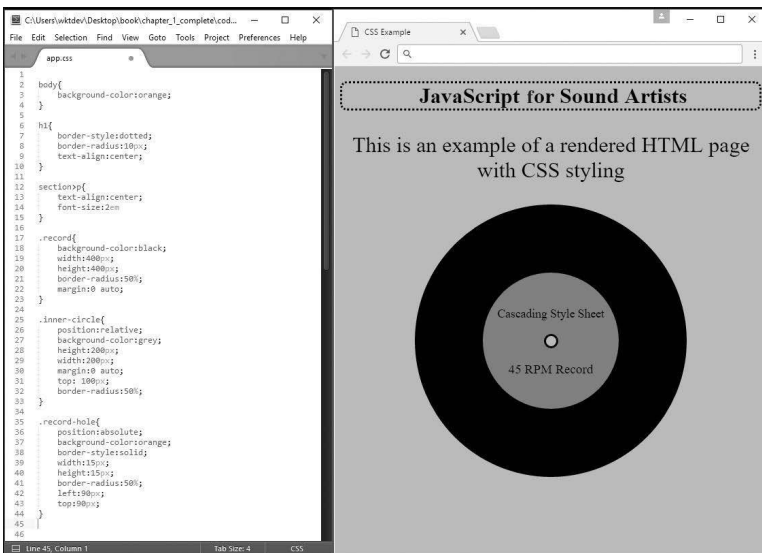 C:\Users\wktdev\Desktop\book\chapter_1_complete\cod...
File Edit Selection Find View Goto Tools Project Preferences Help
app.css
1
2 body{
3 background-color:orange;
4 }
5
6 h1{
7 border-style:dotted;
8 border-radius:10px;
9 text-align:center;
10 }
11
12 section>p{
13 text-align:center;
14 font-size:2em
15 }
16
17 .record{
18 background-color:black;
19 width:400px;
20 height:400px;
21 border-radius:50%;
22 margin:0 auto;
23 }
24
25 .inner-circle{
26 position:relative;
27 background-color:grey;
28 height:200px;
29 width:200px;
30 margin:0 auto;
31 top: 100px;
32 border-radius:50%;
33 }
34
35 .record-hole{
36 position:absolute;
37 background-color:orange;
38 border-style:solid;
39 width:15px;
40 height:15px;
41 border-radius:50%;
42 left:90px;
43 top:90px;
44 }
45
46
Line 45, Column 1 Tab Size: 4 CSS
CSS Example
JavaScript for Sound Artists
This is an example of a rendered HTML page
with CSS styling
Cascading Style Sheet
45 RPM Record